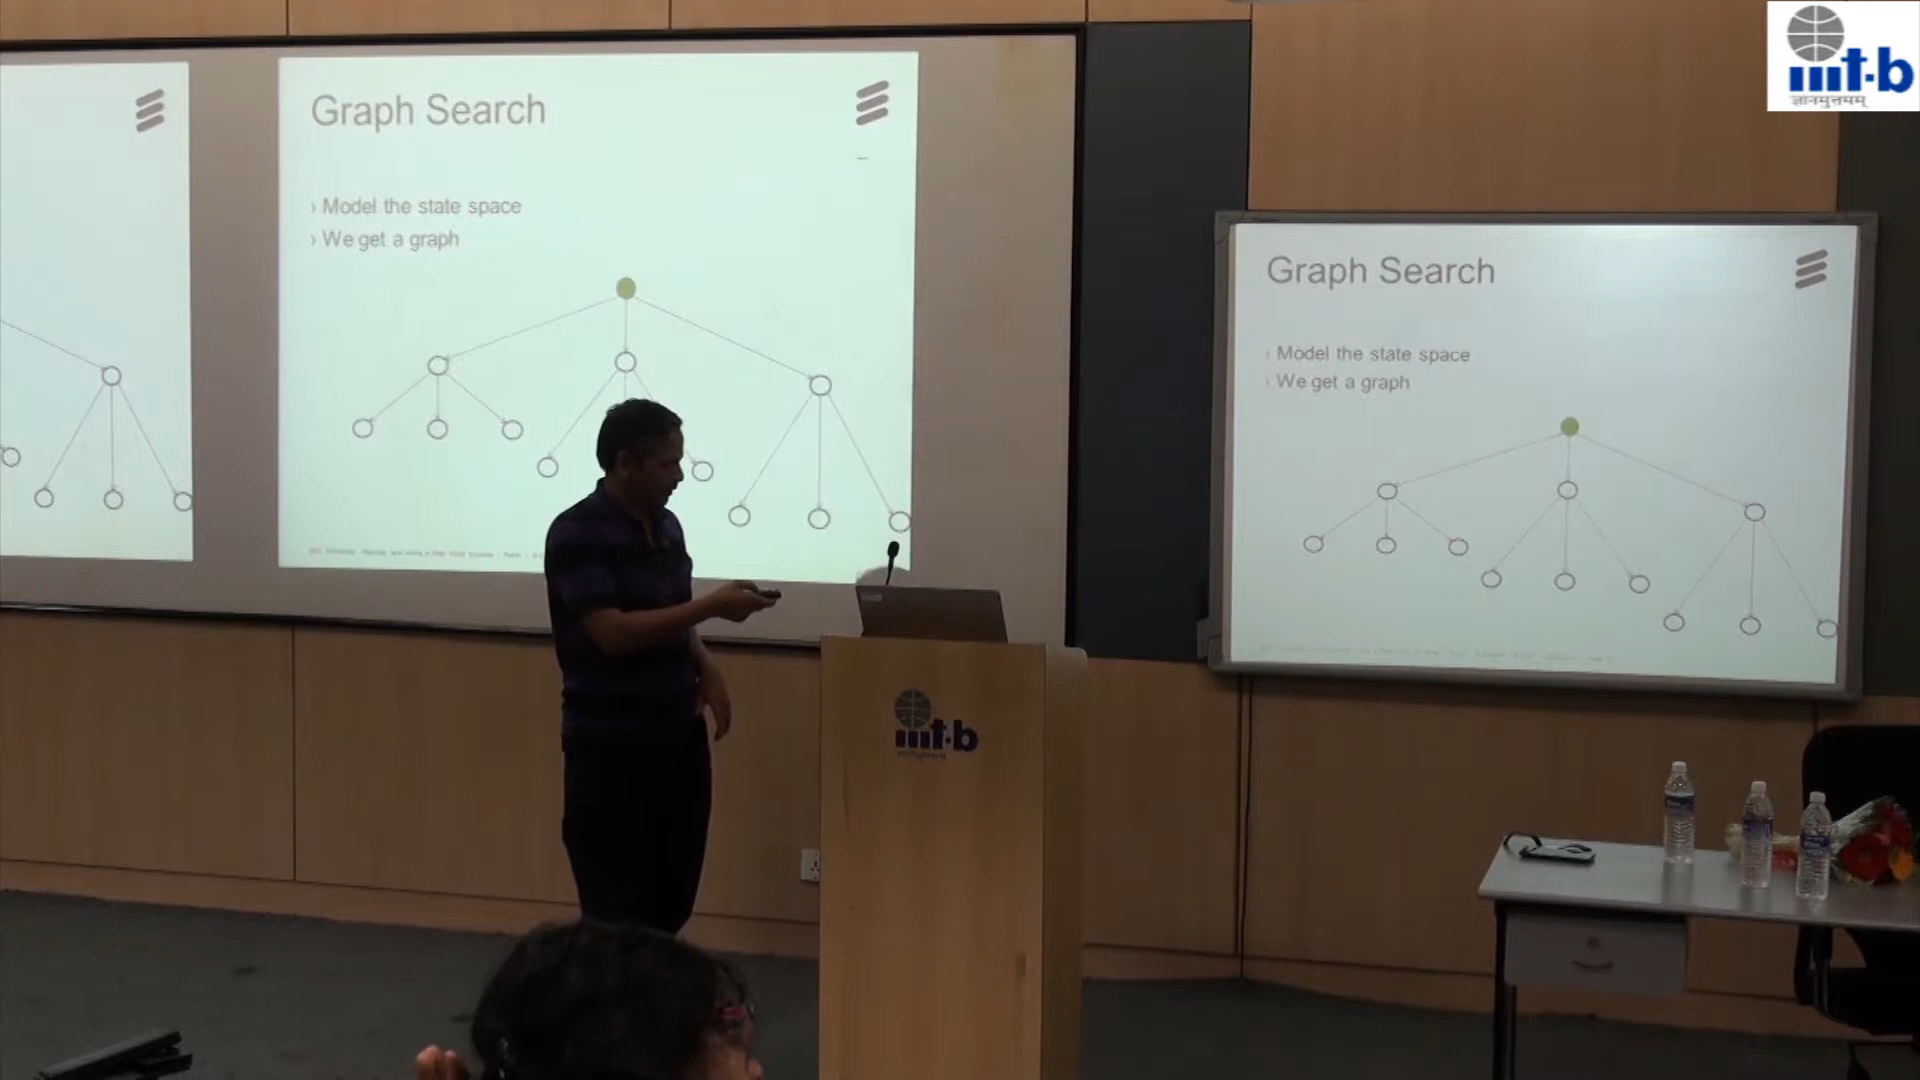 Graph Search
› Model the state space
› We get a graph
Graph Search
› Model the state space
› We get a graph
iiit-b
ज्ञानमुत्तमम्
iiit-b